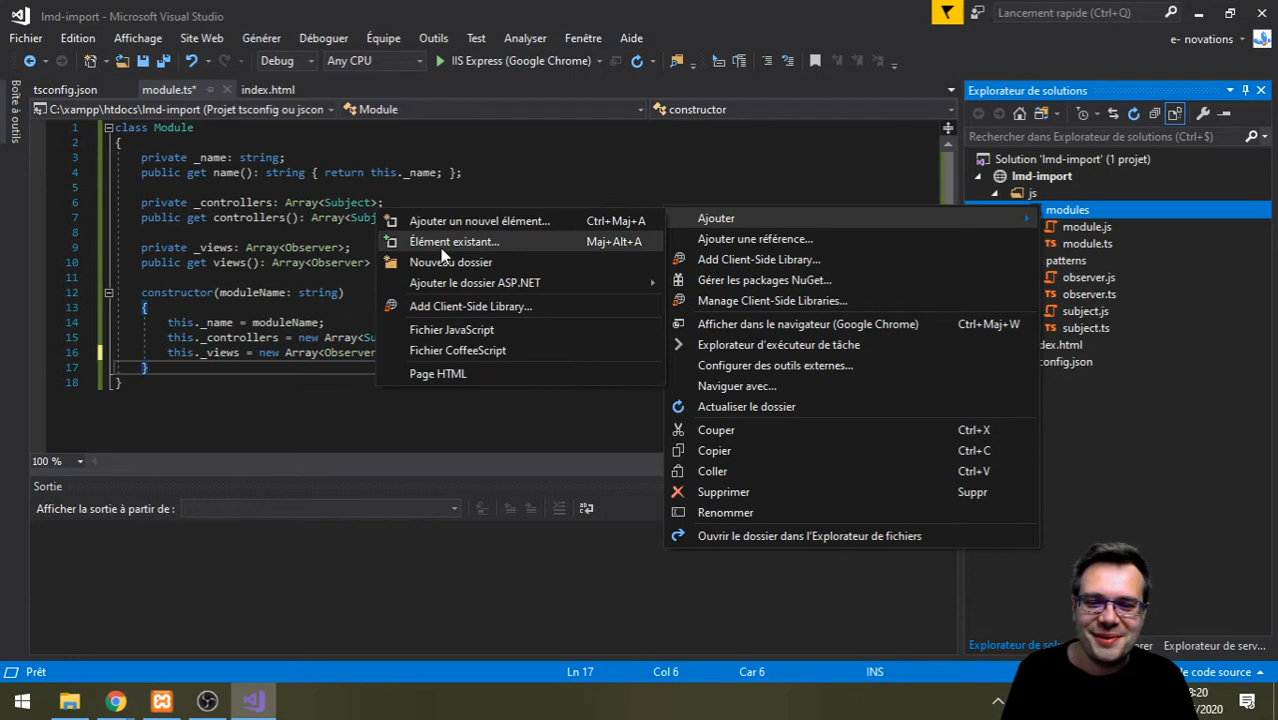 lmd-import - Microsoft Visual Studio
Lancement rapide (Ctrl+Q)
Fichier Edition Affichage Site Web Générer Déboguer Équipe Outils Test Analyser Fenêtre Aide
e- novations
Debug Any CPU IIS Express (Google Chrome)
Boîte à outils
tsconfig.json module.ts* index.html
C:\xampp\htdocs\lmd-import (Projet tsconfig ou jscon Module constructor
1 class Module
2 {
3 private _name: string;
4 public get name(): string { return this._name; };
5
6 private _controllers: Array<Subject>;
7 public get controllers(): Array<Subj
8
9 private _views: Array<Observer>;
10 public get views(): Array<Observer>
11
12 constructor(moduleName: string)
13 {
14 this._name = moduleName;
15 this._controllers = new Array<Su
16 this._views = new Array<Observer
17 }
18 }
Ajouter un nouvel élément... Ctrl+Maj+A
Élément existant... Maj+Alt+A
Nouveau dossier
Ajouter le dossier ASP.NET
Add Client-Side Library...
Fichier JavaScript
Fichier CoffeeScript
Page HTML
Ajouter
Ajouter une référence...
Add Client-Side Library...
Gérer les packages NuGet...
Manage Client-Side Libraries...
Afficher dans le navigateur (Google Chrome) Ctrl+Maj+W
Explorateur d'exécuteur de tâche
Configurer des outils externes...
Naviguer avec...
Actualiser le dossier
Couper Ctrl+X
Copier Ctrl+C
Coller Ctrl+V
Supprimer Suppr
Renommer
Ouvrir le dossier dans l'Explorateur de fichiers
Explorateur de solutions
Rechercher dans Explorateur de solutions (Ctrl+$)
Solution 'lmd-import' (1 projet)
lmd-import
js
modules
module.js
module.ts
patterns
observer.js
observer.ts
subject.js
subject.ts
dex.html
config.json
100 %
Sortie
Afficher la sortie à partir de :
Explorateur de so Explorateur de serv...
Prêt Ln 17 Col 6 Car 6 INS le code source